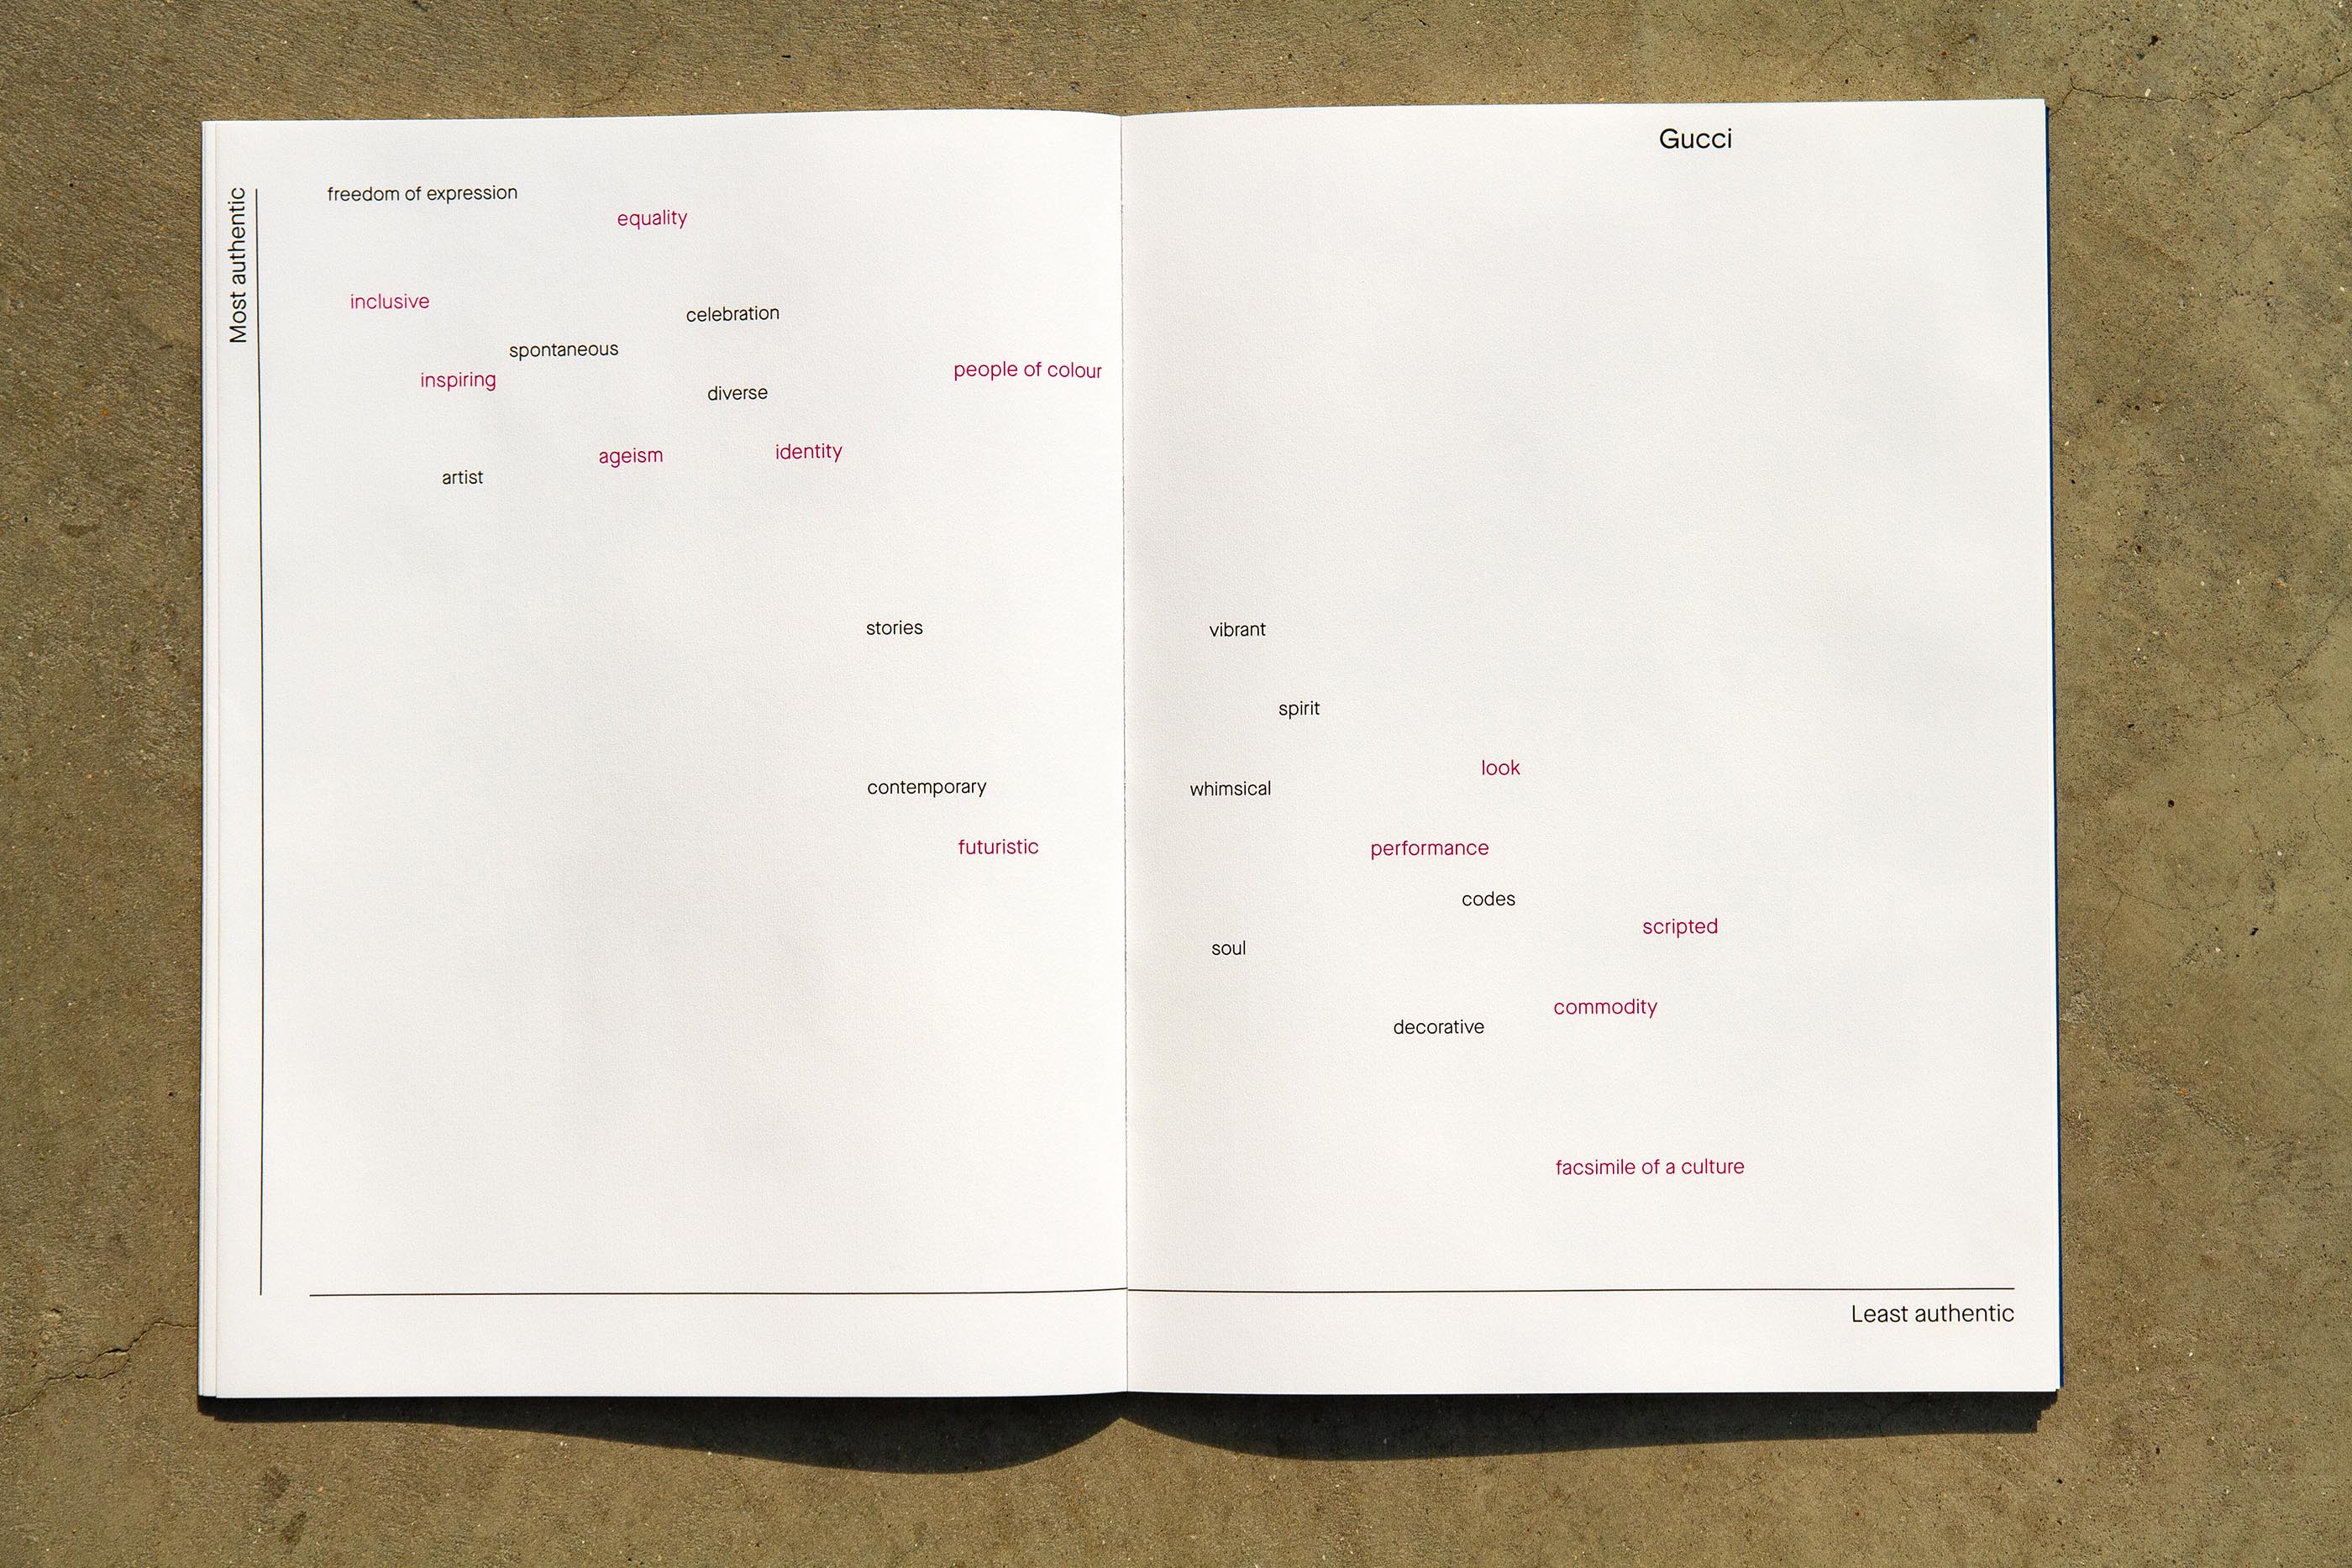 Most authentic
freedom of expression
equality
inclusive
celebration
spontaneous
people of colour
inspiring
diverse
identity
ageism
artist
stories
contemporary
futuristic
Gucci
vibrant
spirit
look
whimsical
performance
codes
scripted
soul
commodity
decorative
facsimile of a culture
Least authentic